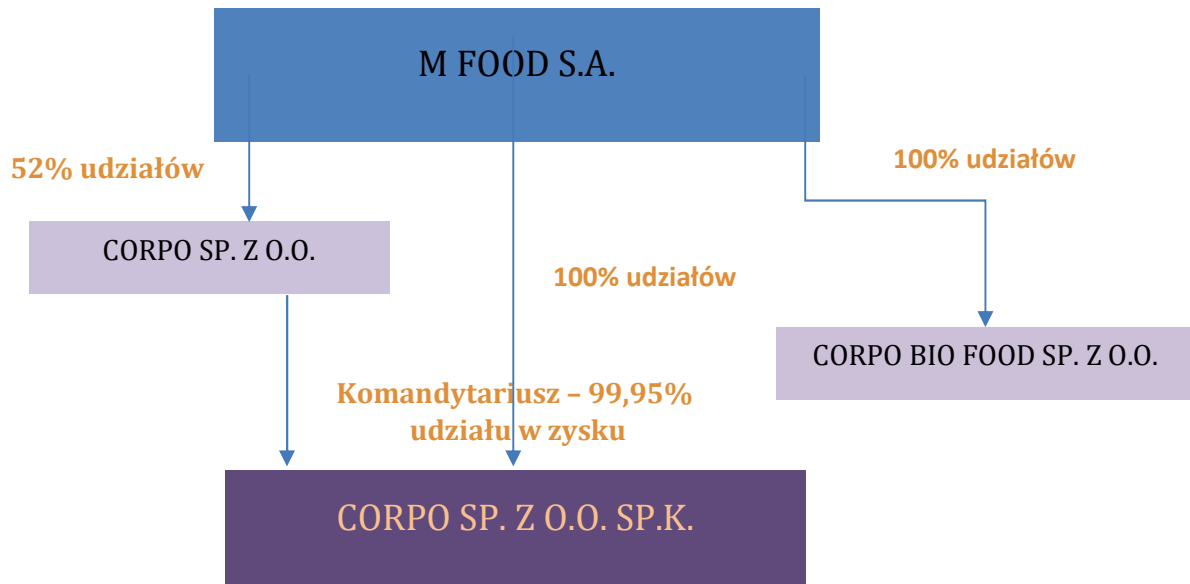 M FOOD S.A.
52% udziałów
100% udziałów
CORPO SP. Z O.O.
100% udziałów
CORPO BIO FOOD SP. Z O.O.
Komandytariusz – 99,95%
udziału w zysku
CORPO SP. Z O.O. SP.K.